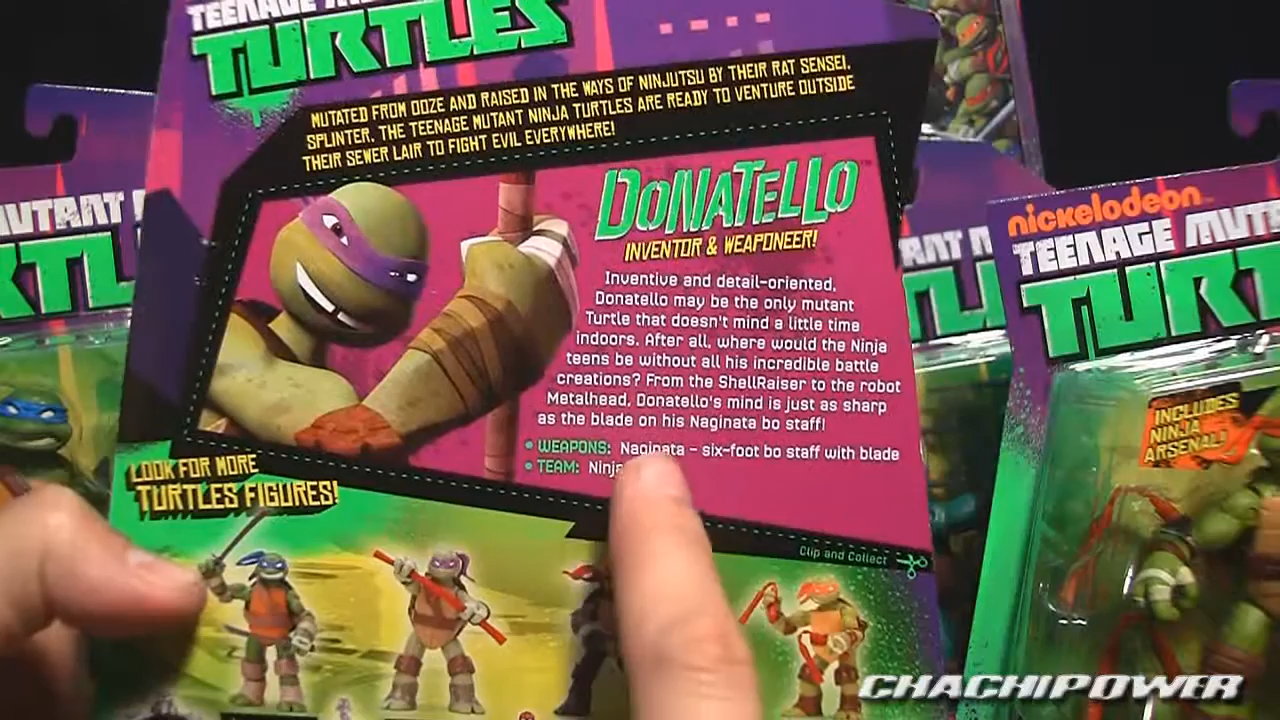 TEENAGE
TURTLES
MUTATED FROM OOZE AND RAISED IN THE WAYS OF NINJUTSU BY THEIR RAT SENSEI,
SPLINTER, THE TEENAGE MUTANT NINJA TURTLES ARE READY TO VENTURE OUTSIDE
THEIR SEWER LAIR TO FIGHT EVIL EVERYWHERE!
DONATELLO
INVENTOR & WEAPONEER!
Inventive and detail-oriented,
Donatello may be the only mutant
Turtle that doesn't mind a little time
indoors. After all, where would the Ninja
teens be without all his incredible battle
creations? From the ShellRaiser to the robot
Metalhead, Donatello's mind is just as sharp
as the blade on his Naginata bo staff!
• WEAPONS: Naginata - six-foot bo staff with blade
• TEAM: Ninja
Clip and Collect
LOOK FOR MORE
TURTLES FIGURES!
MUTANT
nickelodeon
TEENAGE
TURT
INCLUDES
NINJA
ARSENAL!
CHACHIPOWER